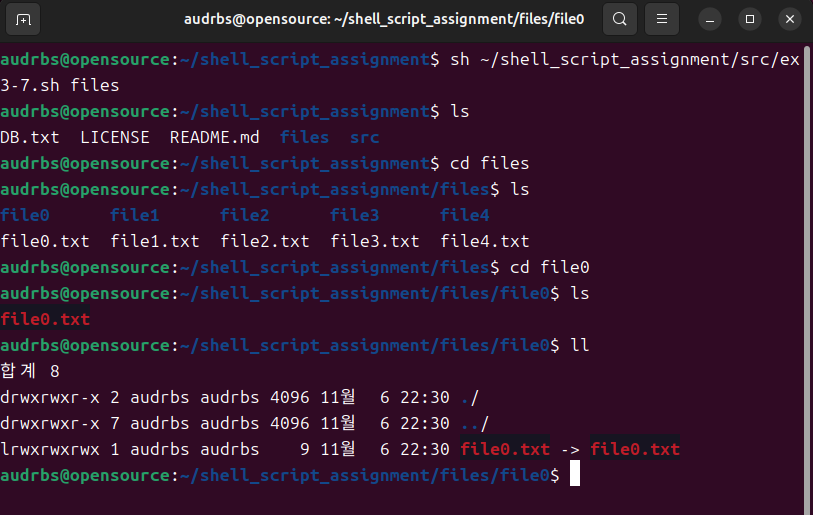 audrbs@opensource: ~/shell_script_assignment/files/file0
audrbs@opensource:~/shell_script_assignment$ sh ~/shell_script_assignment/src/ex
3-7.sh files
audrbs@opensource:~/shell_script_assignment$ ls
DB.txt  LICENSE  README.md  files  src
audrbs@opensource:~/shell_script_assignment$ cd files
audrbs@opensource:~/shell_script_assignment/files$ ls
file0      file1      file2      file3      file4
file0.txt  file1.txt  file2.txt  file3.txt  file4.txt
audrbs@opensource:~/shell_script_assignment/files$ cd file0
audrbs@opensource:~/shell_script_assignment/files/file0$ ls
file0.txt
audrbs@opensource:~/shell_script_assignment/files/file0$ ll
합계 8
drwxrwxr-x 2 audrbs audrbs 4096 11월  6 22:30 ./
drwxrwxr-x 7 audrbs audrbs 4096 11월  6 22:30 ../
lrwxrwxrwx 1 audrbs audrbs    9 11월  6 22:30 file0.txt -> file0.txt
audrbs@opensource:~/shell_script_assignment/files/file0$